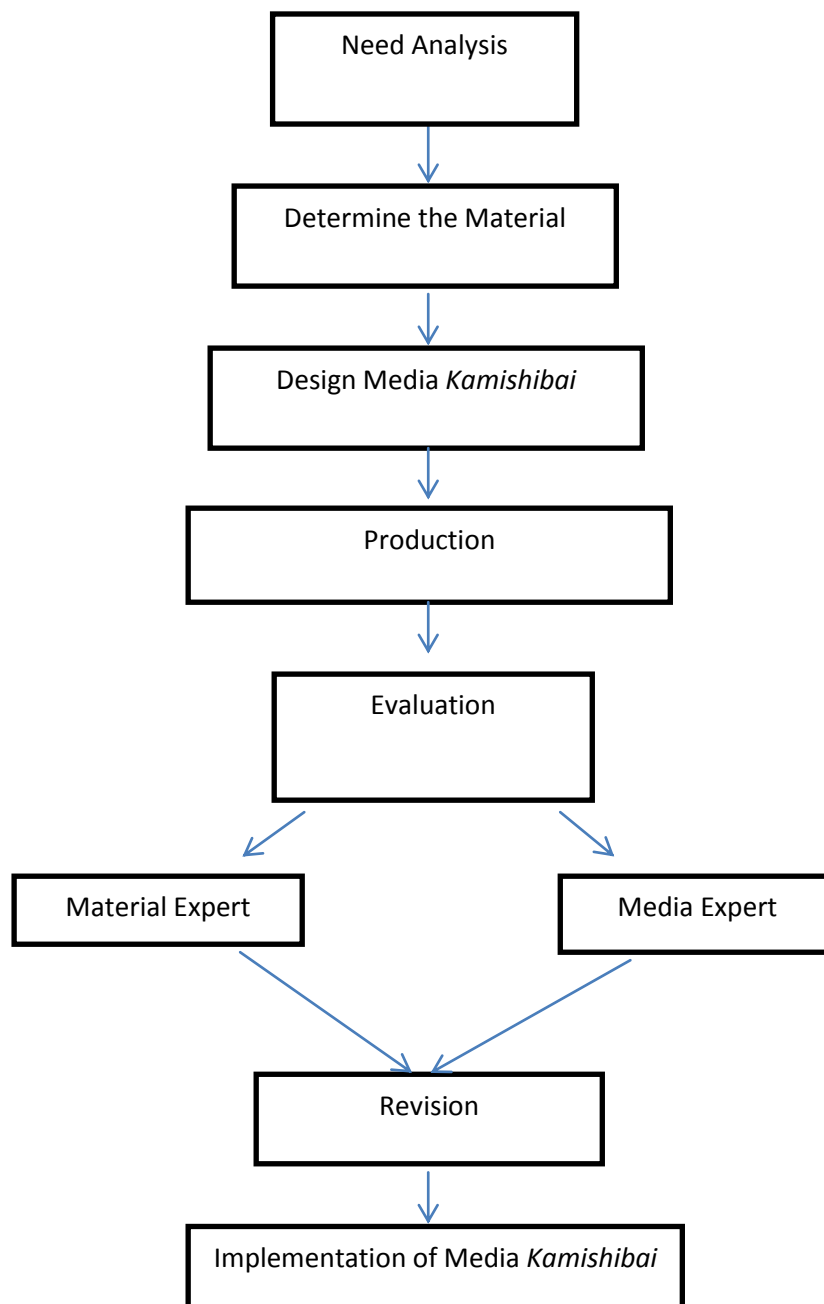 Need Analysis
Determine the Material
Design Media Kamishibai
Production
Evaluation
Material Expert
Media Expert
Revision
Implementation of Media Kamishibai